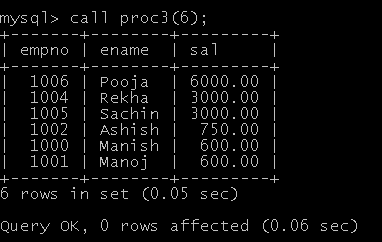 mysql> call proc3(6);
+-------+--------+---------+
| empno | ename | sal |
+-------+--------+---------+
| 1006 | Pooja | 6000.00 |
| 1004 | Rekha | 3000.00 |
| 1005 | Sachin | 3000.00 |
| 1002 | Ashish | 750.00 |
| 1000 | Manish | 600.00 |
| 1001 | Manoj | 600.00 |
+-------+--------+---------+
6 rows in set (0.05 sec)
Query OK, 0 rows affected (0.06 sec)